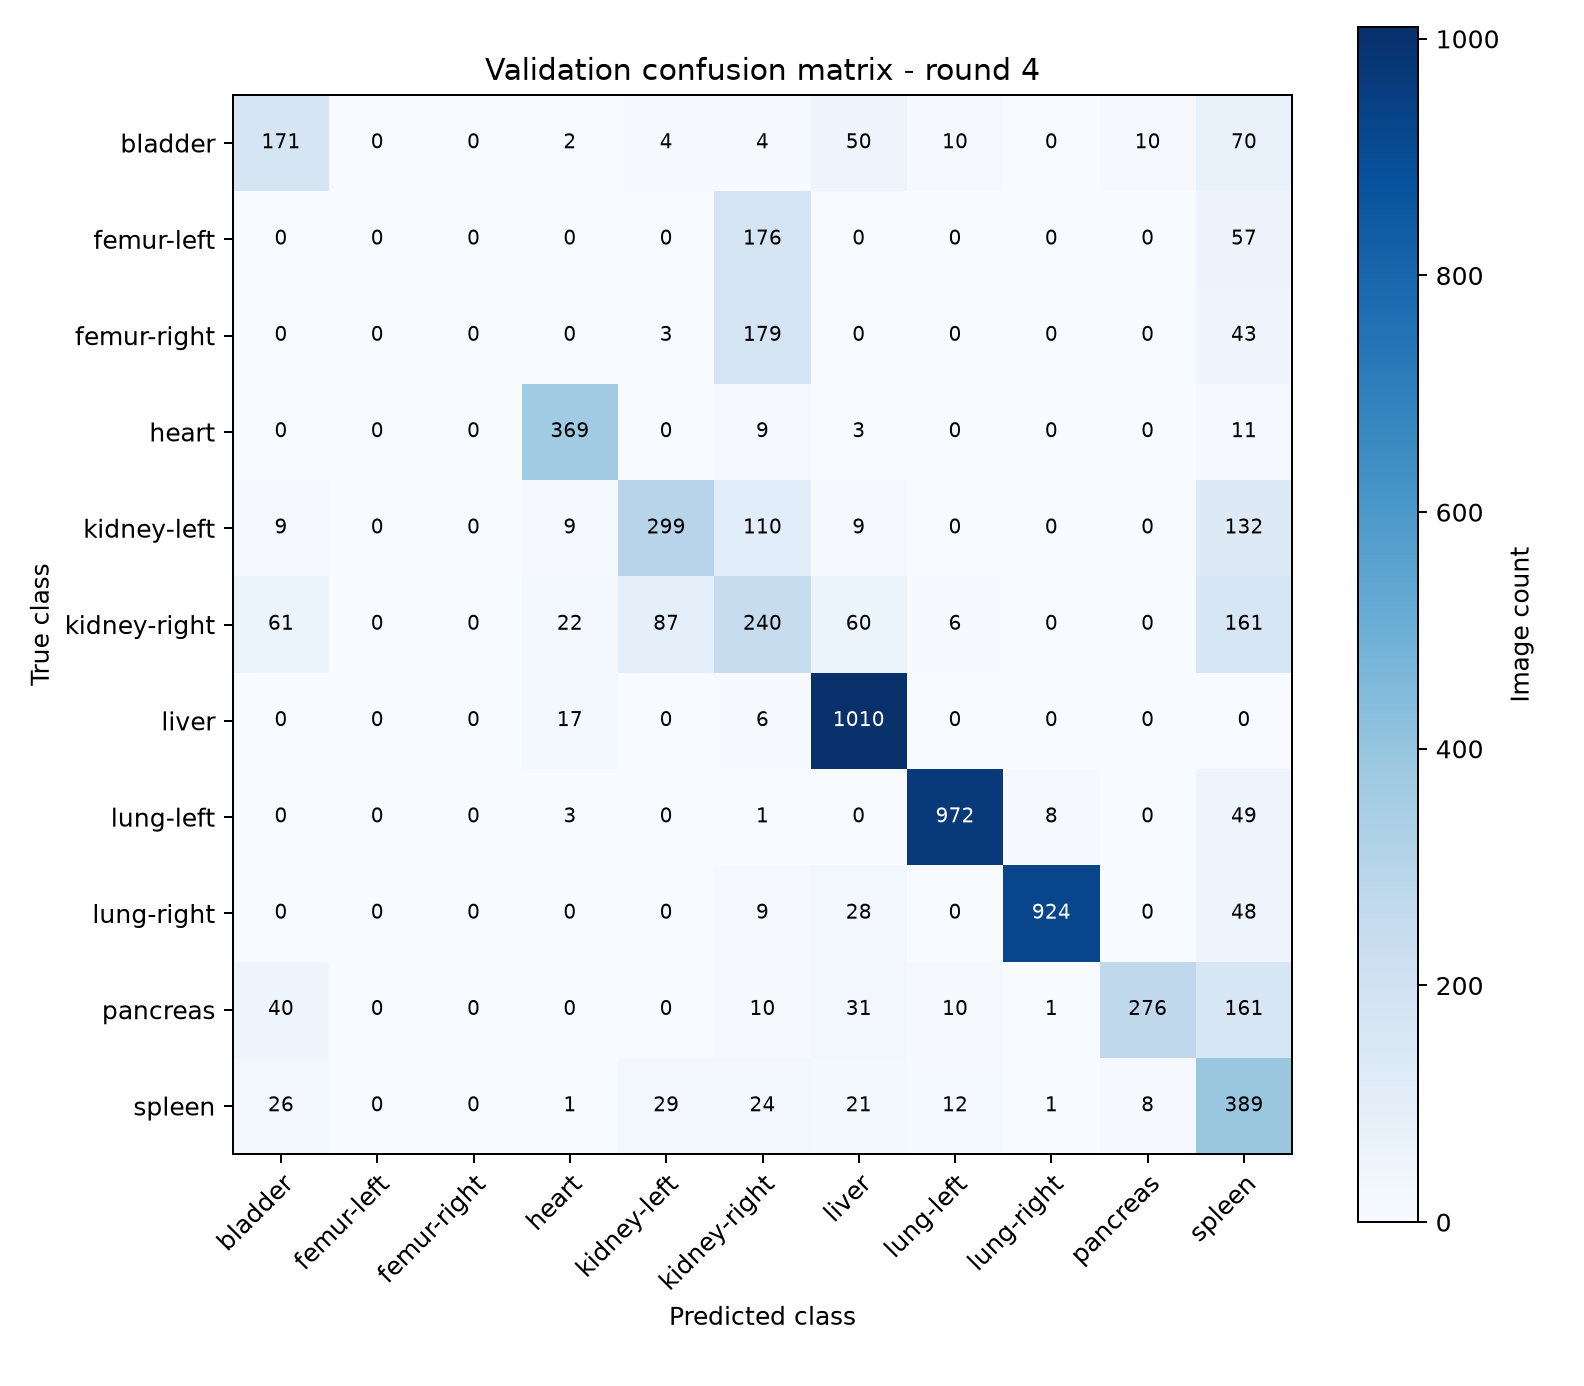 Validation confusion matrix - round 4
bladder 171 0 0 2 4 4 50 10 0 10 70
femur-left 0 0 0 0 0 176 0 0 0 0 57
femur-right 0 0 0 0 3 179 0 0 0 0 43
heart 0 0 0 369 0 9 3 0 0 0 11
kidney-left 9 0 0 9 299 110 9 0 0 0 132
kidney-right 61 0 0 22 87 240 60 6 0 0 161
liver 0 0 0 17 0 6 1010 0 0 0 0
lung-left 0 0 0 3 0 1 0 972 8 0 49
lung-right 0 0 0 0 0 9 28 0 924 0 48
pancreas 40 0 0 0 0 10 31 10 1 276 161
spleen 26 0 0 1 29 24 21 12 1 8 389
True class
bladder femur-left femur-right heart kidney-left kidney-right liver lung-left lung-right pancreas spleen
Predicted class
1000
800
600
400
200
0
Image count